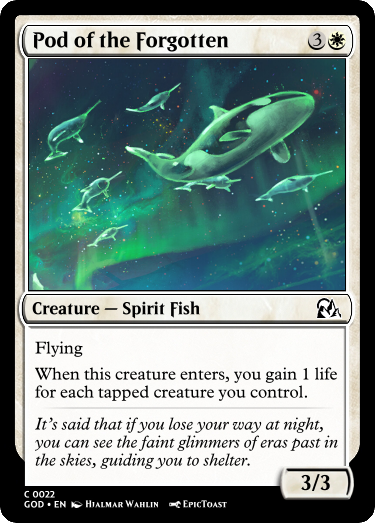 Pod of the Forgotten 3
Creature — Spirit Fish
Flying
When this creature enters, you gain 1 life
for each tapped creature you control.
It's said that if you lose your way at night,
you can see the faint glimmers of eras past in
the skies, guiding you to shelter.
3/3
C 0022
GOD • EN Hjalmar Wahlin EpicToast